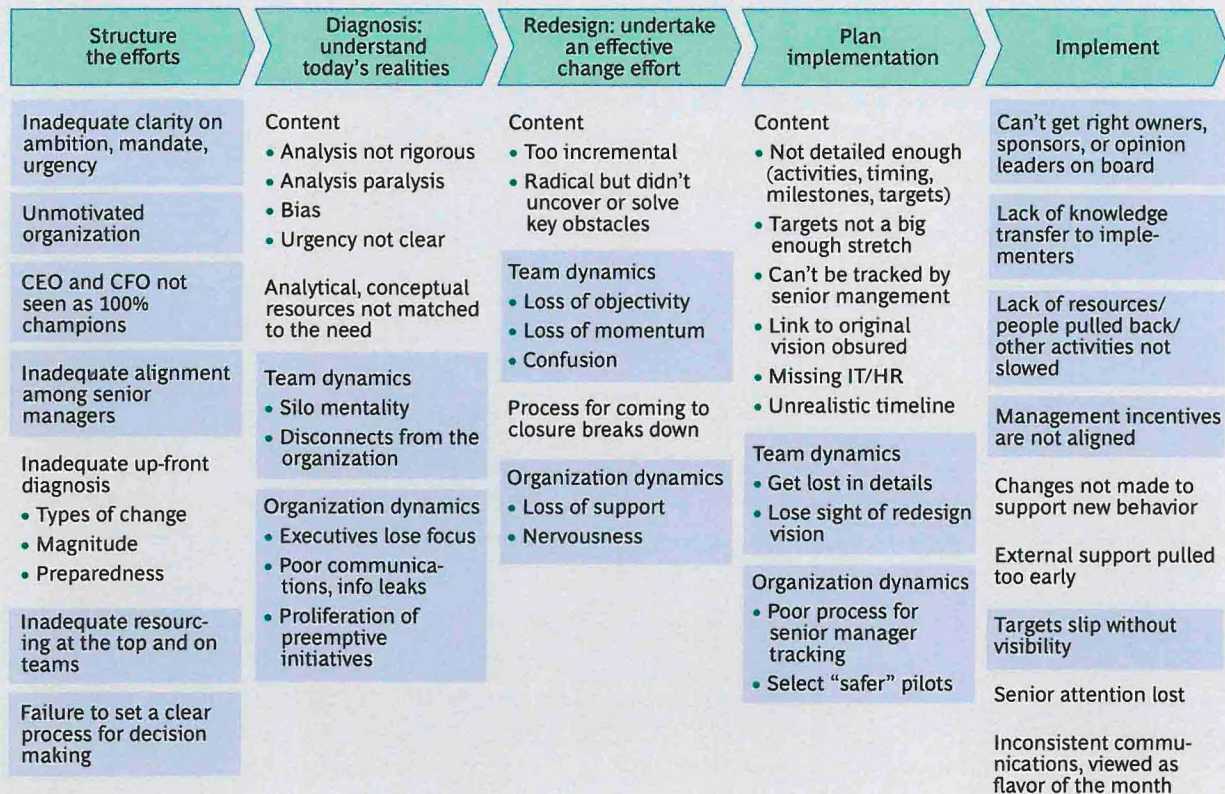 Structure
the efforts
Diagnosis:
understand
today's realities
Redesign: undertake
an effective
change effort
Plan
implementation
Implement
Inadequate clarity on
ambition, mandate,
urgency
Unmotivated
organization
CEO and CFO not
seen as 100%
champions
Inadequate alignment
among senior
managers
Inadequate up-front
diagnosis
• Types of change
• Magnitude
• Preparedness
Inadequate resourc-
ing at the top and on
teams
Failure to set a clear
process for decision
making
Content
• Analysis not rigorous
• Analysis paralysis
• Bias
• Urgency not clear
Analytical, conceptual
resources not matched
to the need
Team dynamics
• Silo mentality
• Disconnects from the
organization
Organization dynamics
• Executives lose focus
• Poor communica-
tions, info leaks
• Proliferation of
preemptive
initiatives
Content
• Too incremental
• Radical but didn't
uncover or solve
key obstacles
Team dynamics
• Loss of objectivity
• Loss of momentum
• Confusion
Process for coming to
closure breaks down
Organization dynamics
• Loss of support
• Nervousness
Content
• Not detailed enough
(activities, timing,
milestones, targets)
• Targets not a big
enough stretch
• Can't be tracked by
senior mangement
• Link to original
vision obsured
• Missing IT/HR
• Unrealistic timeline
Team dynamics
• Get lost in details
• Lose sight of redesign
vision
Organization dynamics
• Poor process for
senior manager
tracking
• Select “safer” pilots
Can't get right owners,
sponsors, or opinion
leaders on board
Lack of knowledge
transfer to imple-
menters
Lack of resources/
people pulled back/
other activities not
slowed
Management incentives
are not aligned
Changes not made to
support new behavior
External support pulled
too early
Targets slip without
visibility
Senior attention lost
Inconsistent commu-
nications, viewed as
flavor of the month